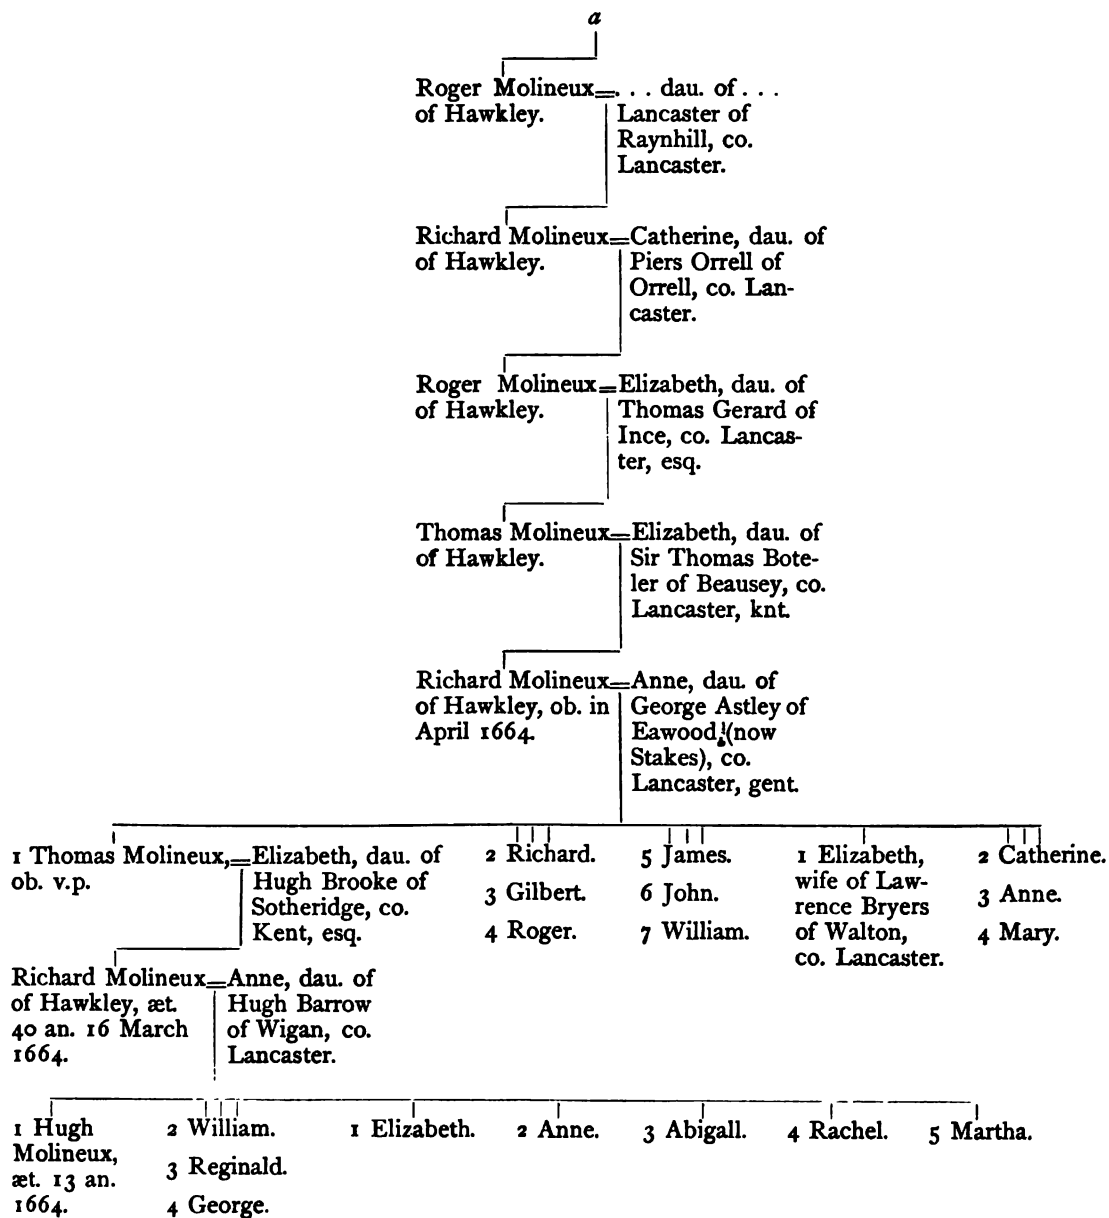 a
Roger Molineux=. . . dau. of . . .
of Hawkley.
Lancaster of
Raynhill, co.
Lancaster.
Richard Molineux=Catherine, dau. of
of Hawkley.
Piers Orrell of
Orrell, co. Lan-
caster.
Roger Molineux=Elizabeth, dau. of
of Hawkley.
Thomas Gerard of
Ince, co. Lancas-
ter, esq.
Thomas Molineux=Elizabeth, dau. of
of Hawkley.
Sir Thomas Bote-
ler of Beausey, co.
Lancaster, knt.
Richard Molineux=Anne, dau. of
of Hawkley, ob. in
April 1664.
George Astley of
Eawood (now
Stakes), co.
Lancaster, gent.
1 Thomas Molineux,=Elizabeth, dau. of
ob. v.p.
Hugh Brooke of
Sotheridge, co.
Kent, esq.
2 Richard.
3 Gilbert.
4 Roger.
5 James.
6 John.
7 William.
1 Elizabeth,
wife of Law-
rence Bryers
of Walton,
co. Lancaster.
2 Catherine.
3 Anne.
4 Mary.
Richard Molineux=Anne, dau. of
of Hawkley, æt.
40 an. 16 March
1664.
Hugh Barrow
of Wigan, co.
Lancaster.
1 Hugh
Molineux,
æt. 13 an.
1664.
2 William.
3 Reginald.
4 George.
1 Elizabeth.
2 Anne.
3 Abigall.
4 Rachel.
5 Martha.